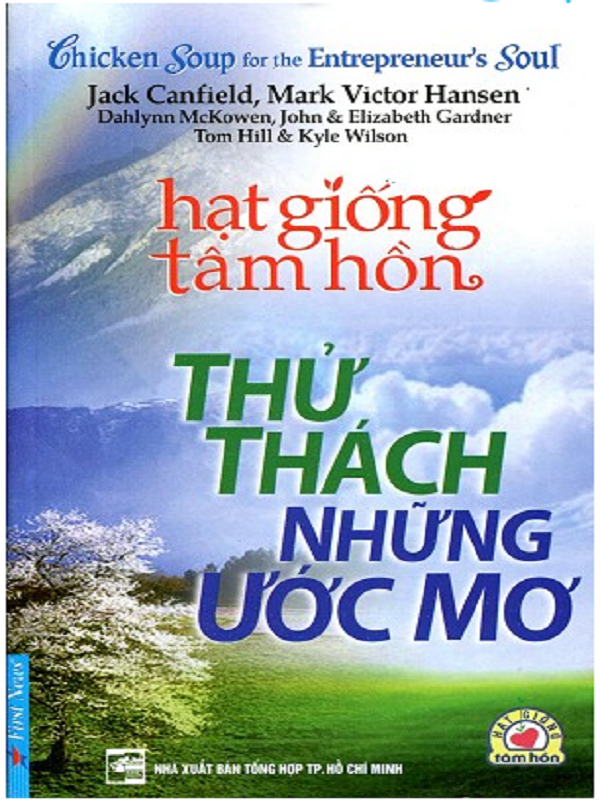 Chicken Soup for the Entrepreneur's Soul
Jack Canfield, Mark Victor Hansen
Dahlynn McKowen, John & Elizabeth Gardner
Tom Hill & Kyle Wilson
hạt giống
tâm hồn
THỬ
THÁCH
NHỮNG
ƯỚC MƠ
First News
NHÀ XUẤT BẢN TỔNG HỢP TP. HỒ CHÍ MINH
HẠT GIỐNG
tâm hồn